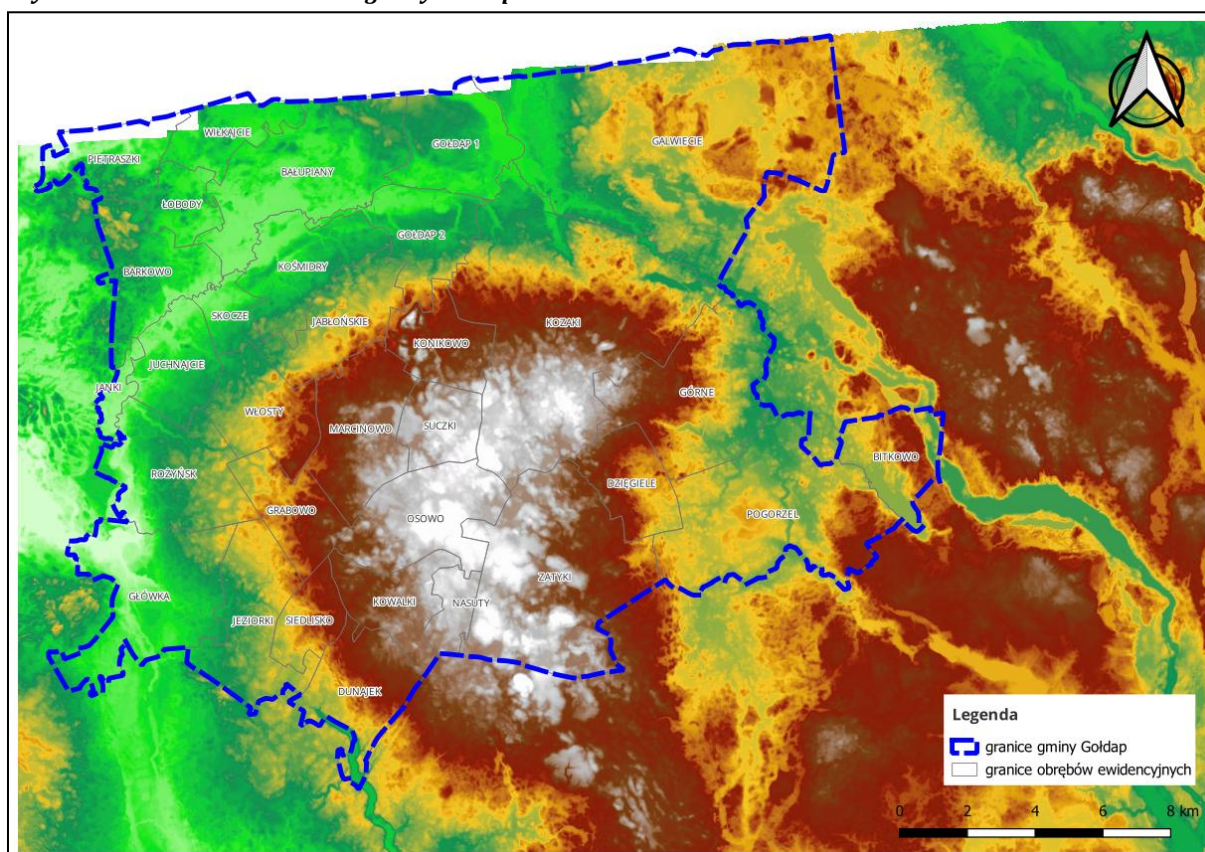 WIŁKAJCIE
PIETRASZKI
GOŁDAP 1
GALWIECIE
BAŁUPIANY
ŁOBODY
GOŁDAP 2
KOŚMIDRY
BARKOWO
SKOCZE
JABŁOŃSKIE
KOZAKI
KONIKOWO
JUCHNAJCIE
JANKI
GÓRNE
WŁOSTY
MARCINOWO
SUCZKI
BITKOWO
ROŻYŃSK
DZIĘGIELE
GRABOWO
OSOWO
POGORZEL
ZATYKI
GŁÓWKA
KOWALKI
NASUTY
JEZIORKI
SIEDLISKO
DUNAJEK
Legenda
granice gminy Gołdap
granice obrębów ewidencyjnych
0 2 4 6 8 km